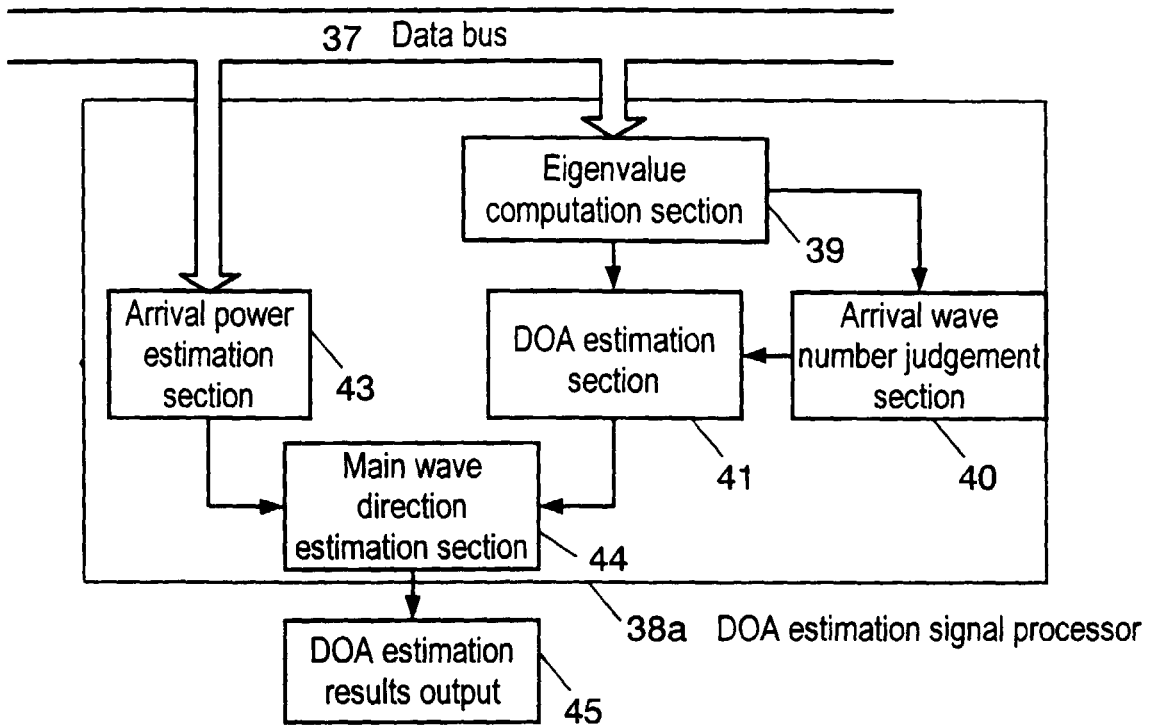 37 Data bus
Eigenvalue
computation section
39
Arrival power
estimation
section
43
DOA estimation
section
41
Arrival wave
number judgement
section
40
Main wave
direction
estimation section
44
38a DOA estimation signal processor
DOA estimation
results output
45